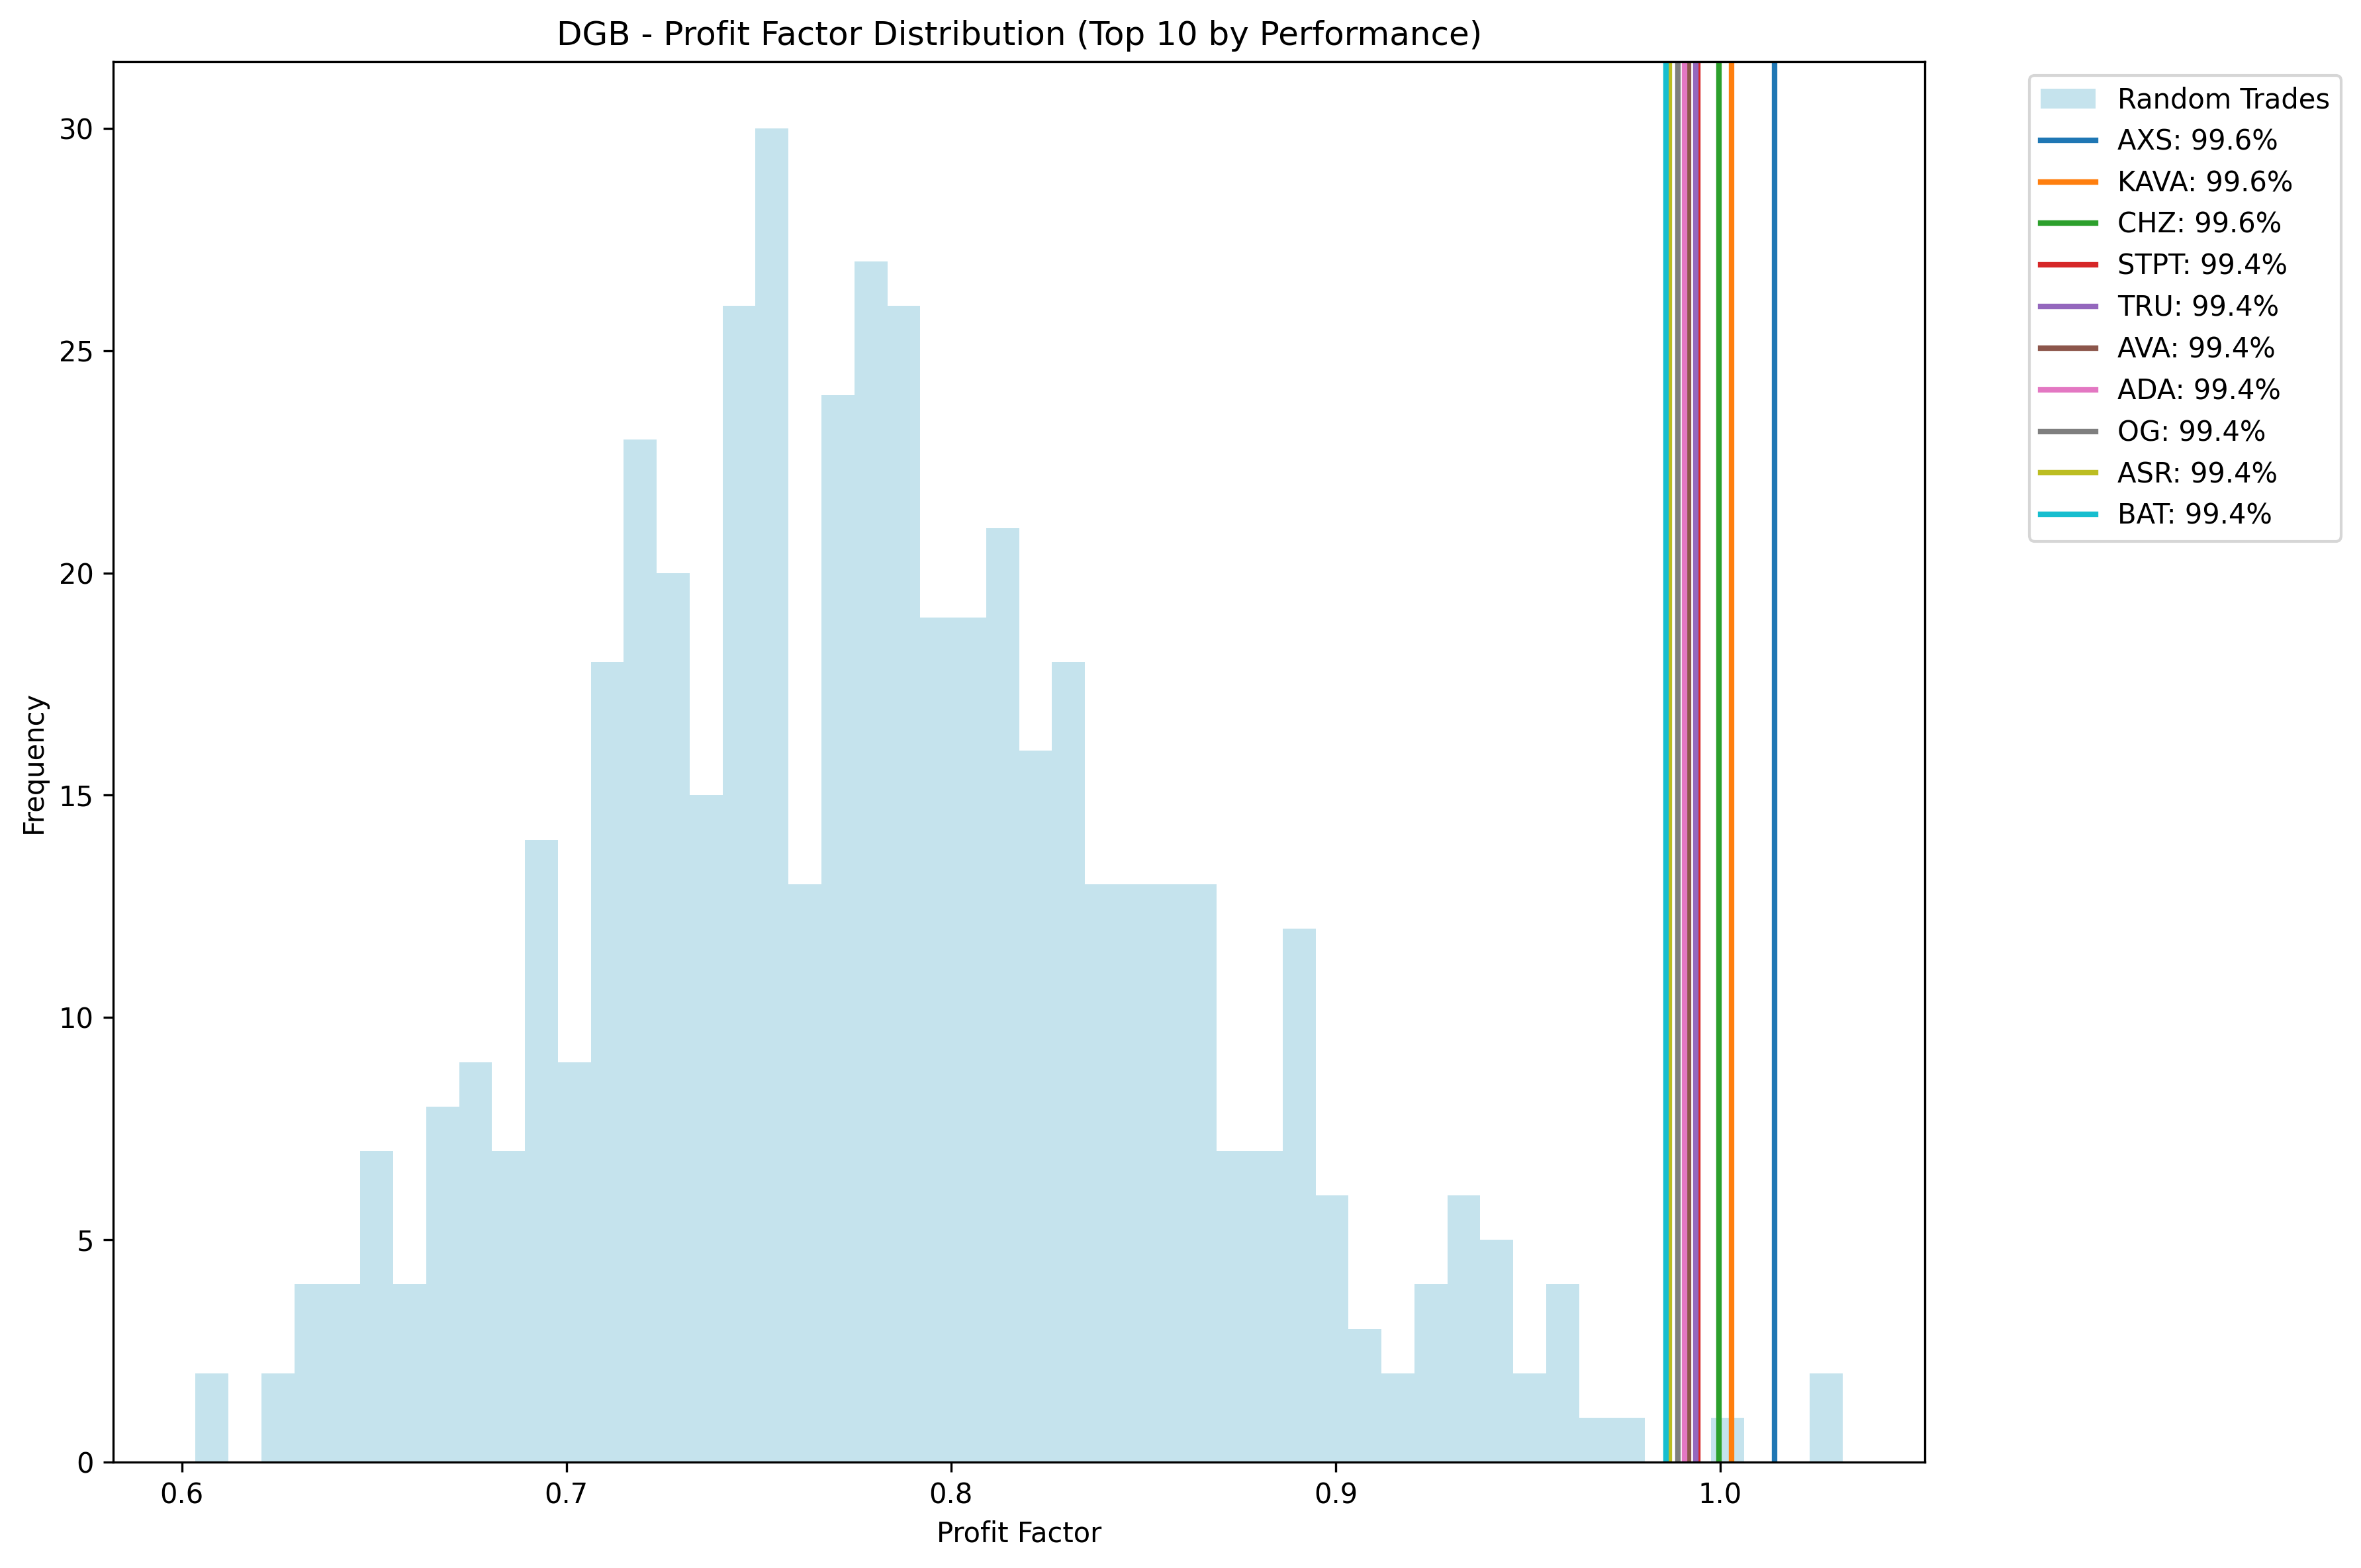 DGB - Profit Factor Distribution (Top 10 by Performance)
Random Trades
AXS: 99.6%
KAVA: 99.6%
CHZ: 99.6%
STPT: 99.4%
TRU: 99.4%
AVA: 99.4%
ADA: 99.4%
OG: 99.4%
ASR: 99.4%
BAT: 99.4%
Frequency
30
25
20
15
10
5
0
0.6 0.7 0.8 0.9 1.0
Profit Factor